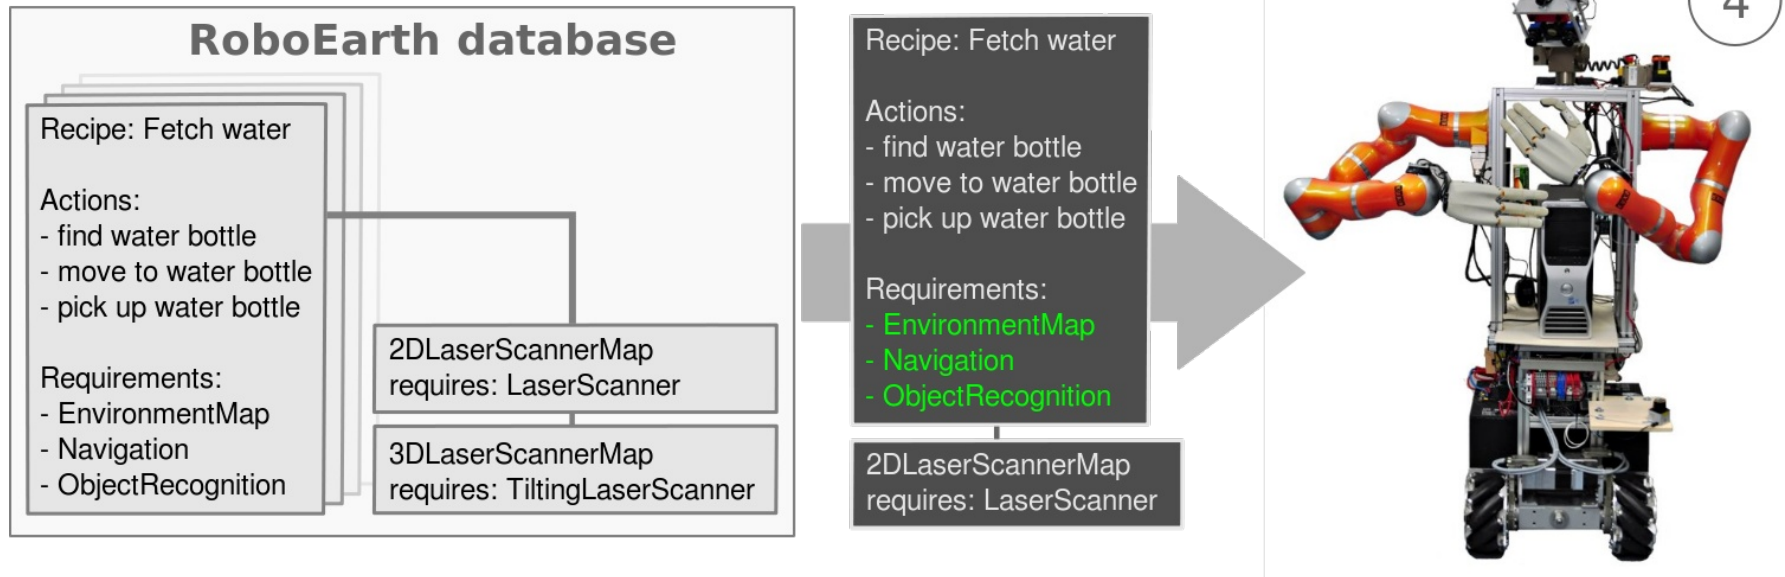 RoboEarth database
Recipe: Fetch water
Actions:
- find water bottle
- move to water bottle
- pick up water bottle
Requirements:
- EnvironmentMap
- Navigation
- ObjectRecognition
2DLaserScannerMap
requires: LaserScanner
3DLaserScannerMap
requires: TiltingLaserScanner
Recipe: Fetch water
Actions:
- find water bottle
- move to water bottle
- pick up water bottle
Requirements:
- EnvironmentMap
- Navigation
- ObjectRecognition
2DLaserScannerMap
requires: LaserScanner
4